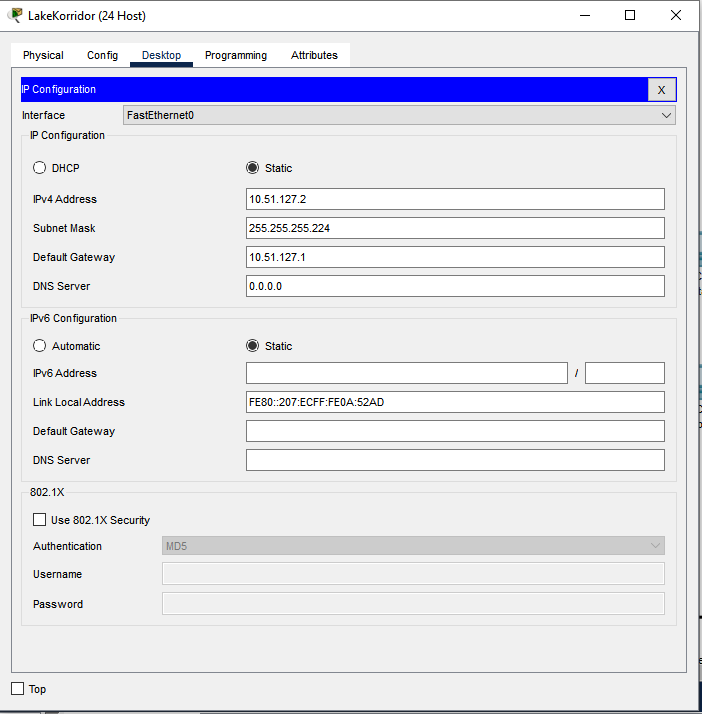 LakeKorridor (24 Host)
Physical Config Desktop Programming Attributes
IP Configuration X
Interface FastEthernet0
IP Configuration
DHCP Static
IPv4 Address 10.51.127.2
Subnet Mask 255.255.255.224
Default Gateway 10.51.127.1
DNS Server 0.0.0.0
IPv6 Configuration
Automatic Static
IPv6 Address /
Link Local Address FE80::207:ECFF:FE0A:52AD
Default Gateway
DNS Server
802.1X
Use 802.1X Security
Authentication MD5
Username
Password
Top